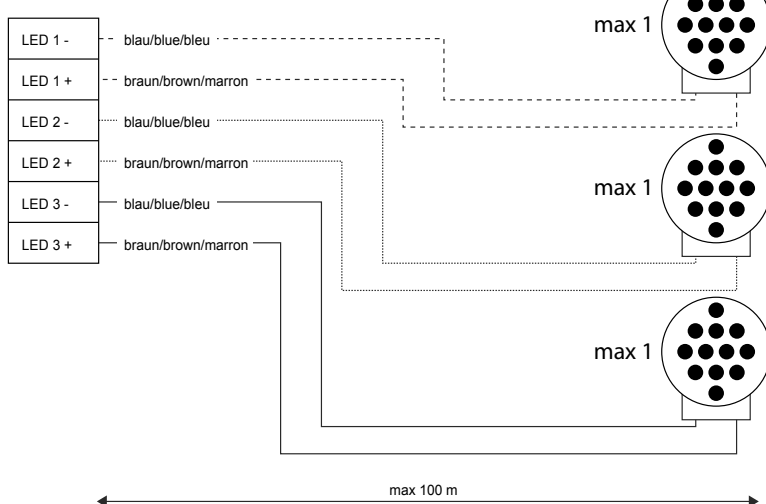 max 1
LED 1 - blau/blue/bleu
LED 1 + braun/brown/marron
LED 2 - blau/blue/bleu
LED 2 + braun/brown/marron
max 1
LED 3 - blau/blue/bleu
LED 3 + braun/brown/marron
max 1
max 100 m